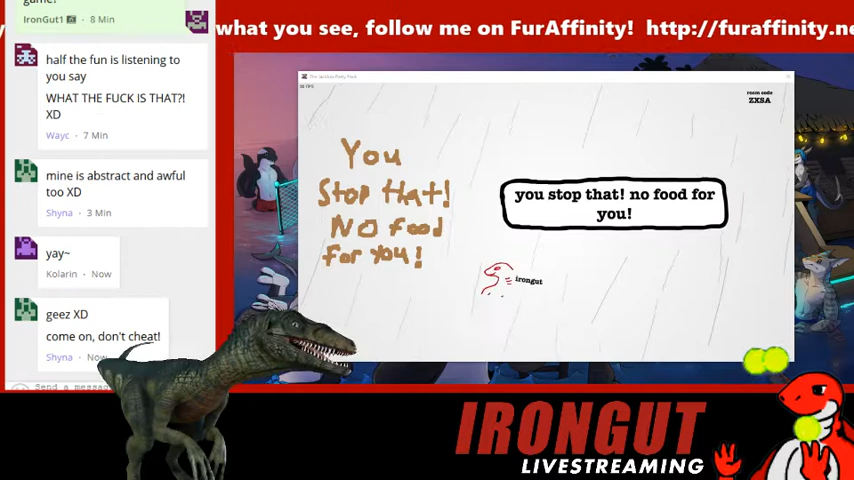 game!
IronGut1 8 Min
half the fun is listening to
you say
WHAT THE FUCK IS THAT?!
XD
Wayc 7 Min
mine is abstract and awful
too XD
Shyna 3 Min
yay~
Kolarin Now
geez XD
come on, don't cheat!
Shyna Now
Send a messag
what you see, follow me on FurAffinity! http://furaffinity.ne
room code
ZXSA
You
Stop that!
No food
for you!
you stop that! no food for
you!
irongut
IRONGUT
LIVESTREAMING